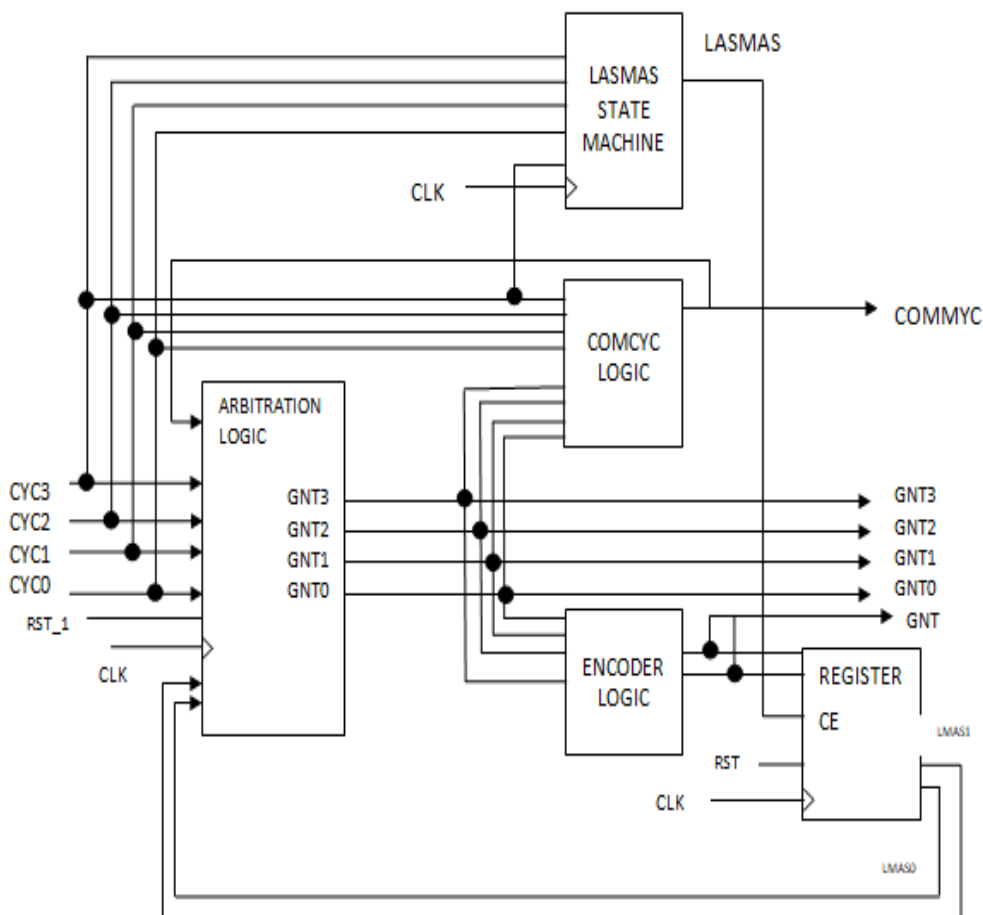 LASMAS
LASMAS
STATE
MACHINE
CLK
COMCYC
LOGIC
COMMYC
ARBITRATION
LOGIC
CYC3
CYC2
CYC1
CYC0
RST_1
CLK
GNT3
GNT2
GNT1
GNT0
GNT3
GNT2
GNT1
GNT0
GNT
ENCODER
LOGIC
REGISTER
CE
LMAS1
RST
CLK
LMAS0